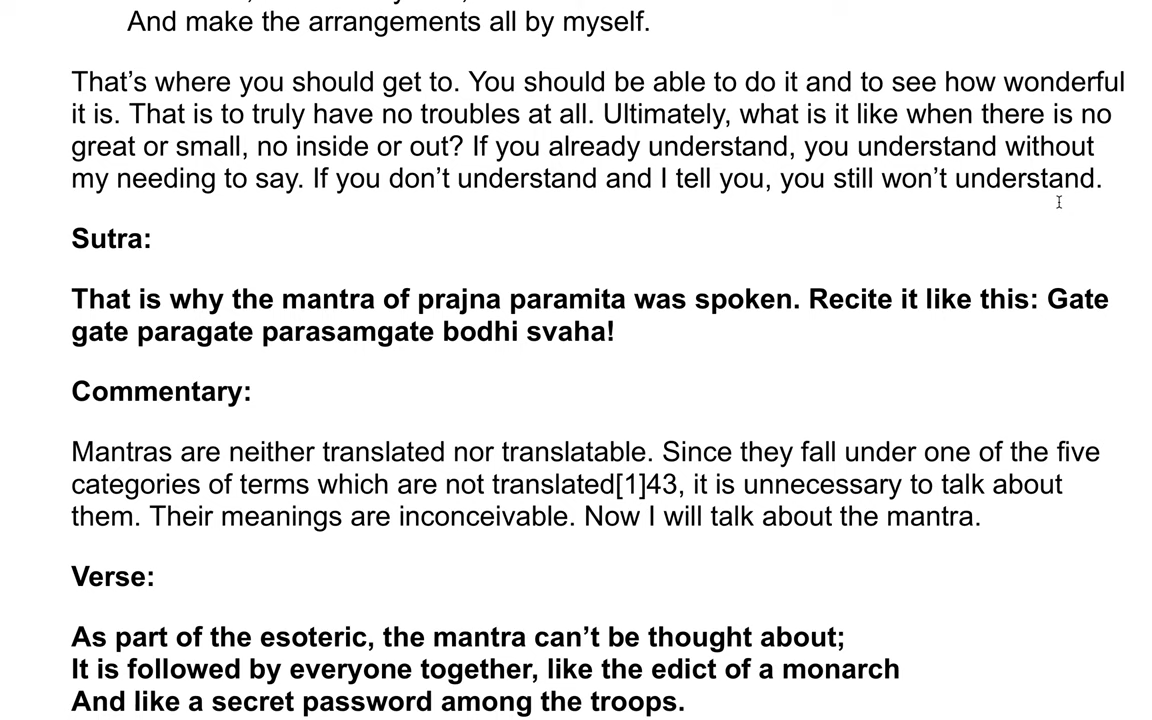 And make the arrangements all by myself.
That’s where you should get to. You should be able to do it and to see how wonderful
it is. That is to truly have no troubles at all. Ultimately, what is it like when there is no
great or small, no inside or out? If you already understand, you understand without
my needing to say. If you don’t understand and I tell you, you still won’t understand.
Sutra:
That is why the mantra of prajna paramita was spoken. Recite it like this: Gate
gate paragate parasamgate bodhi svaha!
Commentary:
Mantras are neither translated nor translatable. Since they fall under one of the five
categories of terms which are not translated[1]43, it is unnecessary to talk about
them. Their meanings are inconceivable. Now I will talk about the mantra.
Verse:
As part of the esoteric, the mantra can’t be thought about;
It is followed by everyone together, like the edict of a monarch
And like a secret password among the troops.